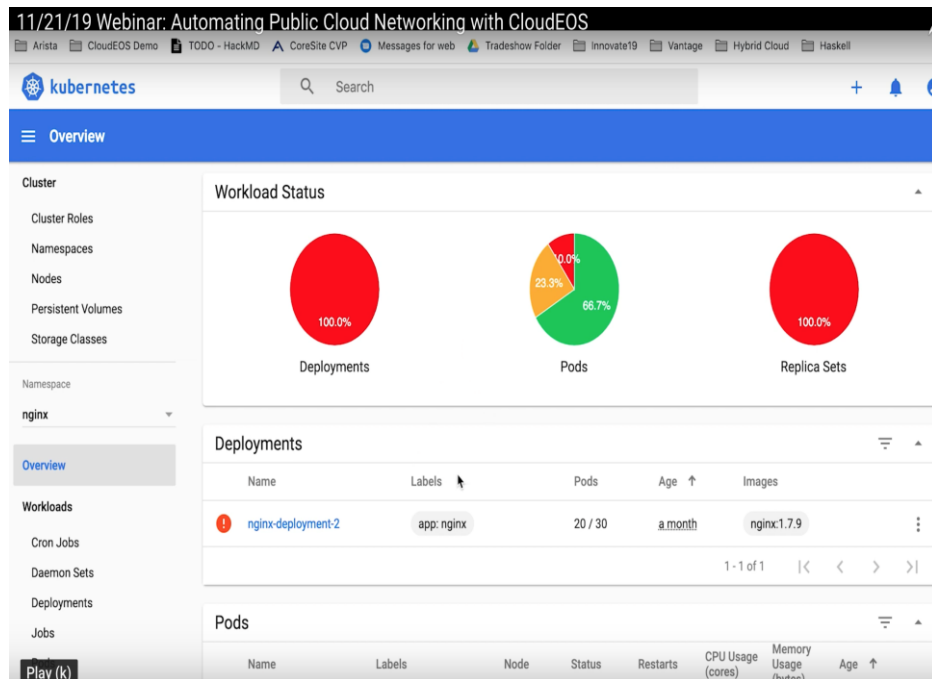 11/21/19 Webinar: Automating Public Cloud Networking with CloudEOS
Arista CloudEOS Demo TODO - HackMD CoreSite CVP Messages for web Tradeshow Folder Innovate19 Vantage Hybrid Cloud Haskell
kubernetes Search
Overview
Cluster
Cluster Roles
Namespaces
Nodes
Persistent Volumes
Storage Classes
Namespace
nginx
Overview
Workloads
Cron Jobs
Daemon Sets
Deployments
Jobs
Play (k)
Workload Status
100.0%
Deployments
23.3%
66.7%
Pods
100.0%
Replica Sets
Deployments
Name Labels Pods Age Images
nginx-deployment-2 app: nginx 20 / 30 a month nginx:1.7.9
1 - 1 of 1
Pods
Name Labels Node Status Restarts CPU Usage (cores) Memory Usage (bytes) Age